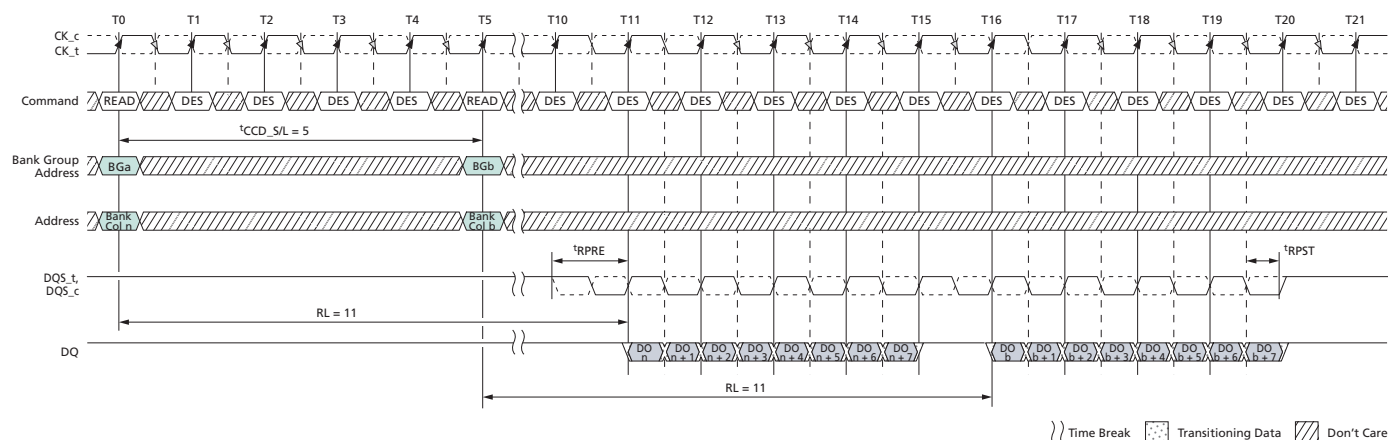 T0 T1 T2 T3 T4 T5 T10 T11 T12 T13 T14 T15 T16 T17 T18 T19 T20 T21
CK_c
CK_t
Command READ DES DES DES DES READ DES DES DES DES DES DES DES DES DES DES DES DES
tCCD_S/L = 5
Bank Group
Address
BGa BGb
Address
Bank
Col n
Bank
Col b
tRPRE tRPST
DQS_t,
DQS_c
RL = 11
DQ
DO
n
DO
n + 1
DO
n + 2
DO
n + 3
DO
n + 4
DO
n + 5
DO
n + 6
DO
n + 7
DO
b
DO
b + 1
DO
b + 2
DO
b + 3
DO
b + 4
DO
b + 5
DO
b + 6
DO
b + 7
RL = 11
Time Break Transitioning Data Don't Care